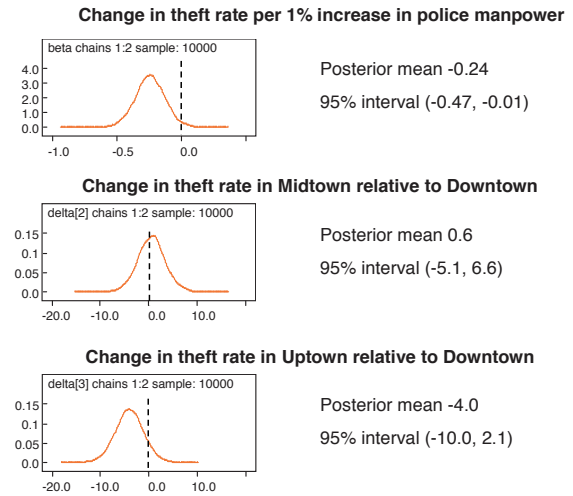 Change in theft rate per 1% increase in police manpower
beta chains 1:2 sample: 10000
4.0
3.0
2.0
1.0
0.0
-1.0 -0.5 0.0
Posterior mean -0.24
95% interval (-0.47, -0.01)
Change in theft rate in Midtown relative to Downtown
delta[2] chains 1:2 sample: 10000
0.15
0.1
0.05
0.0
-20.0 -10.0 0.0 10.0
Posterior mean 0.6
95% interval (-5.1, 6.6)
Change in theft rate in Uptown relative to Downtown
delta[3] chains 1:2 sample: 10000
0.15
0.1
0.05
0.0
-20.0 -10.0 0.0 10.0
Posterior mean -4.0
95% interval (-10.0, 2.1)